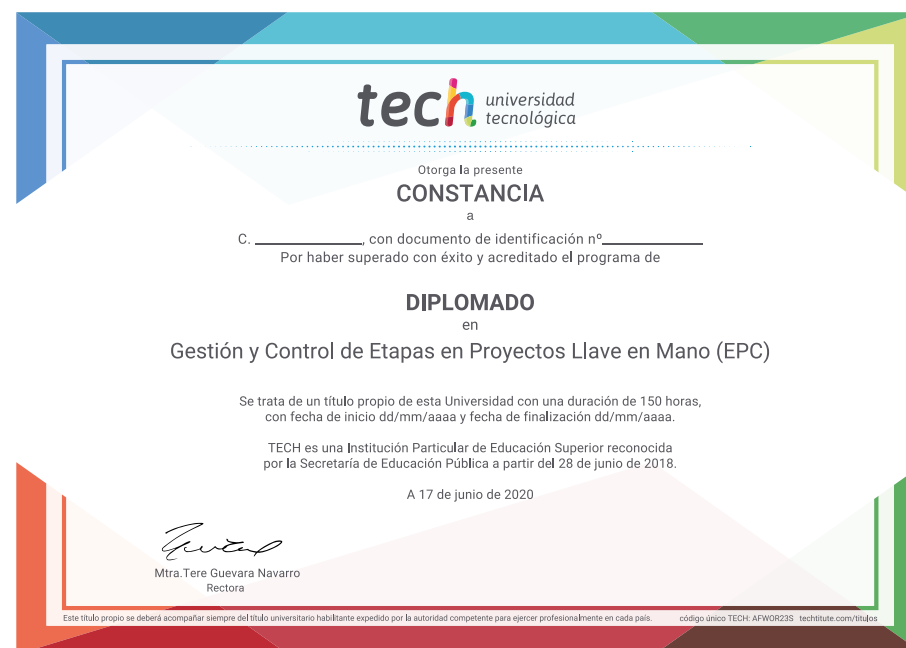 tech universidad
tecnológica
Otorga la presente
CONSTANCIA
a
C. ____________, con documento de identificación nº____________
Por haber superado con éxito y acreditado el programa de
DIPLOMADO
en
Gestión y Control de Etapas en Proyectos Llave en Mano (EPC)
Se trata de un título propio de esta Universidad con una duración de 150 horas,
con fecha de inicio dd/mm/aaaa y fecha de finalización dd/mm/aaaa.
TECH es una Institución Particular de Educación Superior reconocida
por la Secretaría de Educación Pública a partir del 28 de junio de 2018.
A 17 de junio de 2020
Mtra.Tere Guevara Navarro
Rectora
Este título propio se deberá acompañar siempre del título universitario habilitante expedido por la autoridad competente para ejercer profesionalmente en cada país. código único TECH: AFWOR23S techtitute.com/titulos